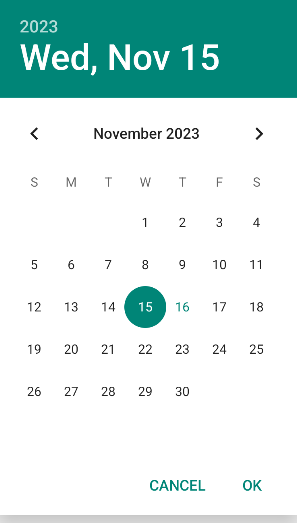 2023
Wed, Nov 15
November 2023
S M T W T F S
1 2 3 4
5 6 7 8 9 10 11
12 13 14 15 16 17 18
19 20 21 22 23 24 25
26 27 28 29 30
CANCEL OK